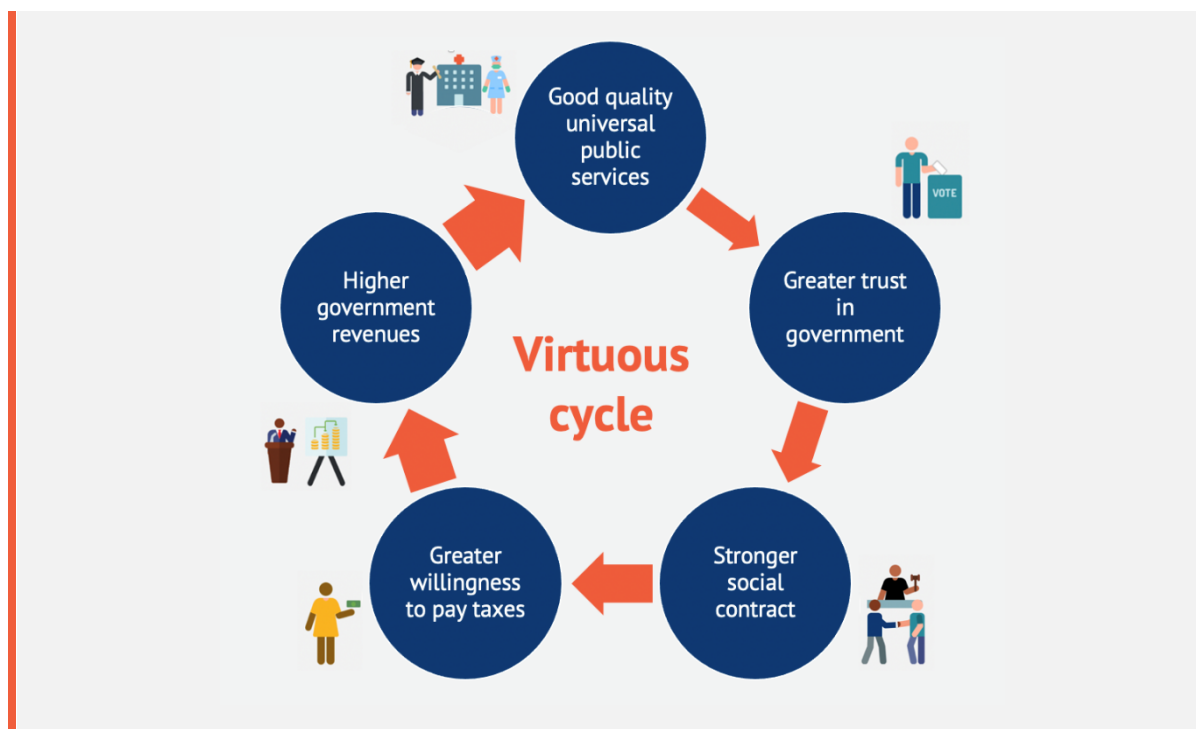 Good quality
universal
public
services
VOTE
Greater trust
in
government
Stronger
social
contract
Greater
willingness
to pay taxes
Higher
government
revenues
Virtuous
cycle